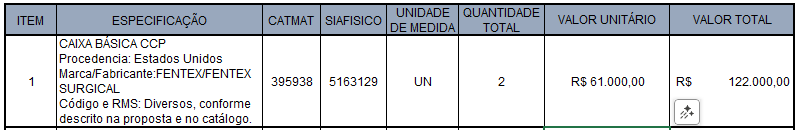 ITEM ESPECIFICAÇÃO CATMAT SIAFISICO UNIDADE DE MEDIDA QUANTIDADE TOTAL VALOR UNITÁRIO VALOR TOTAL
CAIXA BÁSICA CCP
Procedencia: Estados Unidos
Marca/Fabricante:FENTEX/FENTEX
1 SURGICAL 395938 5163129 UN 2 R$ 61.000,00 R$ 122.000,00
Código e RMS: Diversos, conforme
descrito na proposta e no catálogo.